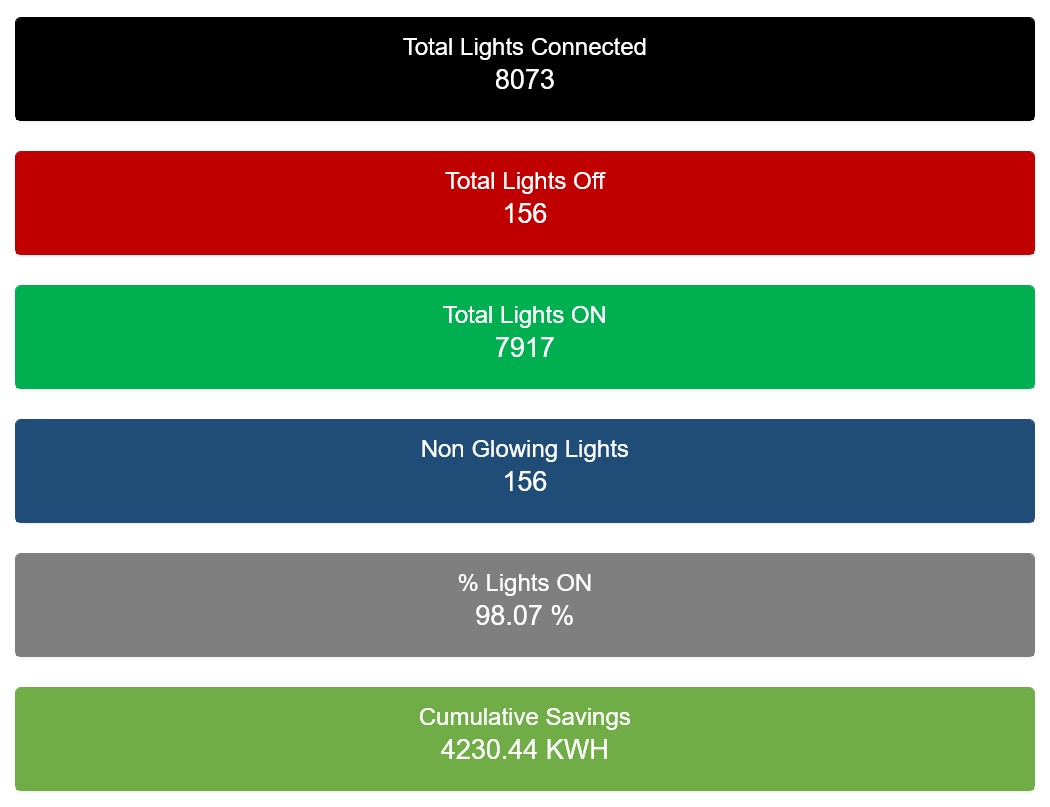 Total Lights Connected
8073
Total Lights Off
156
Total Lights ON
7917
Non Glowing Lights
156
% Lights ON
98.07 %
Cumulative Savings
4230.44 KWH